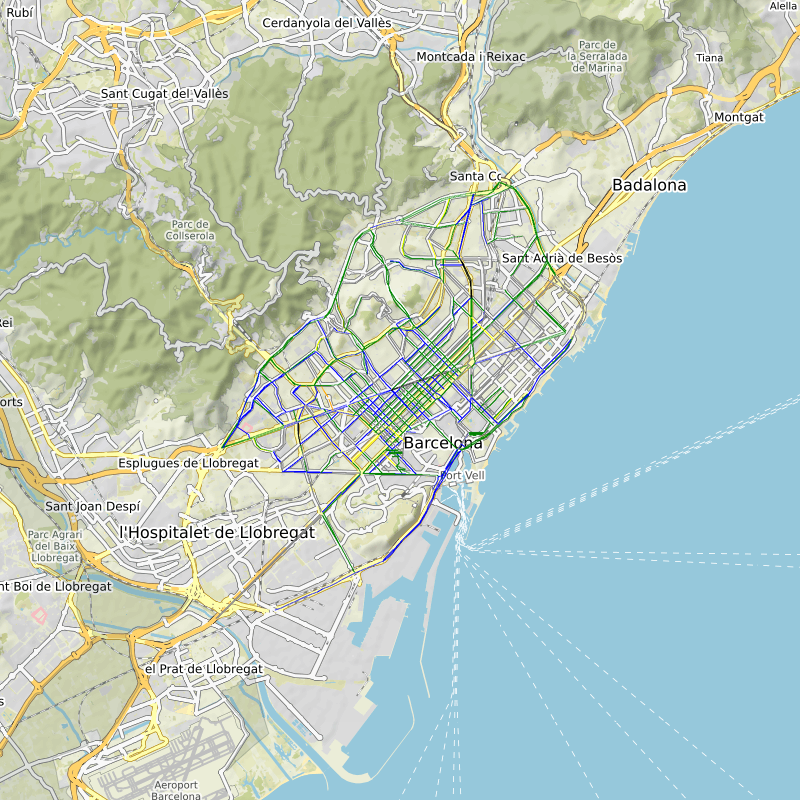 Rubí
Cerdanyola del Vallès
Alella
Montcada i Reixac
Parc de
la Serralada
de Marina
Tiana
Sant Cugat del Vallès
Montgat
Santa Co
Badalona
Parc de
Collserola
Sant Adrià de Besòs
Rei
orts
Barcelona
Esplugues de Llobregat
Port Vell
Sant Joan Despí
l'Hospitalet de Llobregat
Parc Agrari
del Baix
Llobregat
nt Boi de Llobregat
el Prat de Llobregat
s
Aeroport
Barcelona